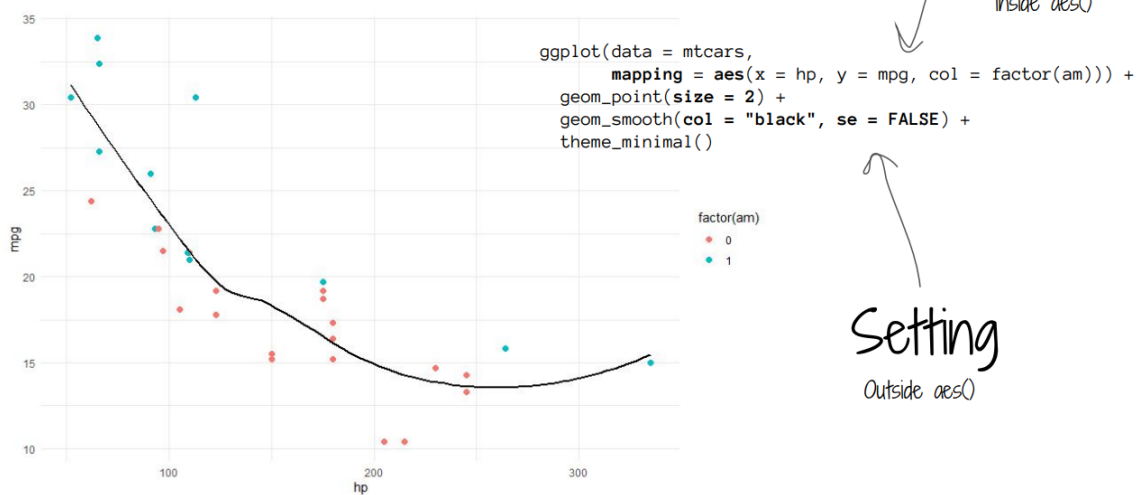 inside aes()
ggplot(data = mtcars,
mapping = aes(x = hp, y = mpg, col = factor(am))) +
geom_point(size = 2) +
geom_smooth(col = "black", se = FALSE) +
theme_minimal()
35
30
25
20
15
10
mpg
100
200
300
hp
factor(am)
0
1
Setting
Outside aes()